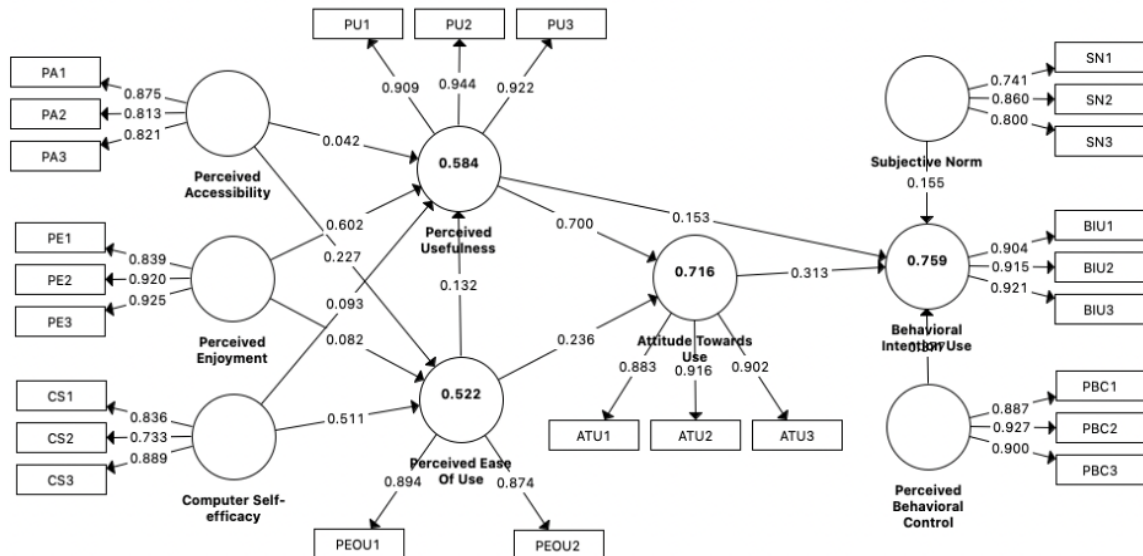 PU1
PU2
PU3
PA1
PA2
PA3
0.875
0.813
0.821
Perceived
Accessibility
0.909
0.944
0.922
0.042
0.584
Perceived
Usefulness
SN1
SN2
SN3
0.741
0.860
0.800
Subjective Norm
0.155
PE1
PE2
PE3
0.839
0.920
0.925
Perceived
Enjoyment
0.602
0.227
0.093
0.082
0.132
0.700
0.153
0.716
Attitude Towards
Use
0.313
0.759
Behavioral
Intention Use
BIU1
BIU2
BIU3
0.904
0.915
0.921
CS1
CS2
CS3
0.836
0.733
0.889
Computer Self-
efficacy
0.511
0.522
Perceived Ease
Of Use
0.236
0.883
0.916
0.902
ATU1
ATU2
ATU3
0.894
0.874
PEOU1
PEOU2
PBC1
PBC2
PBC3
0.887
0.927
0.900
Perceived
Behavioral
Control